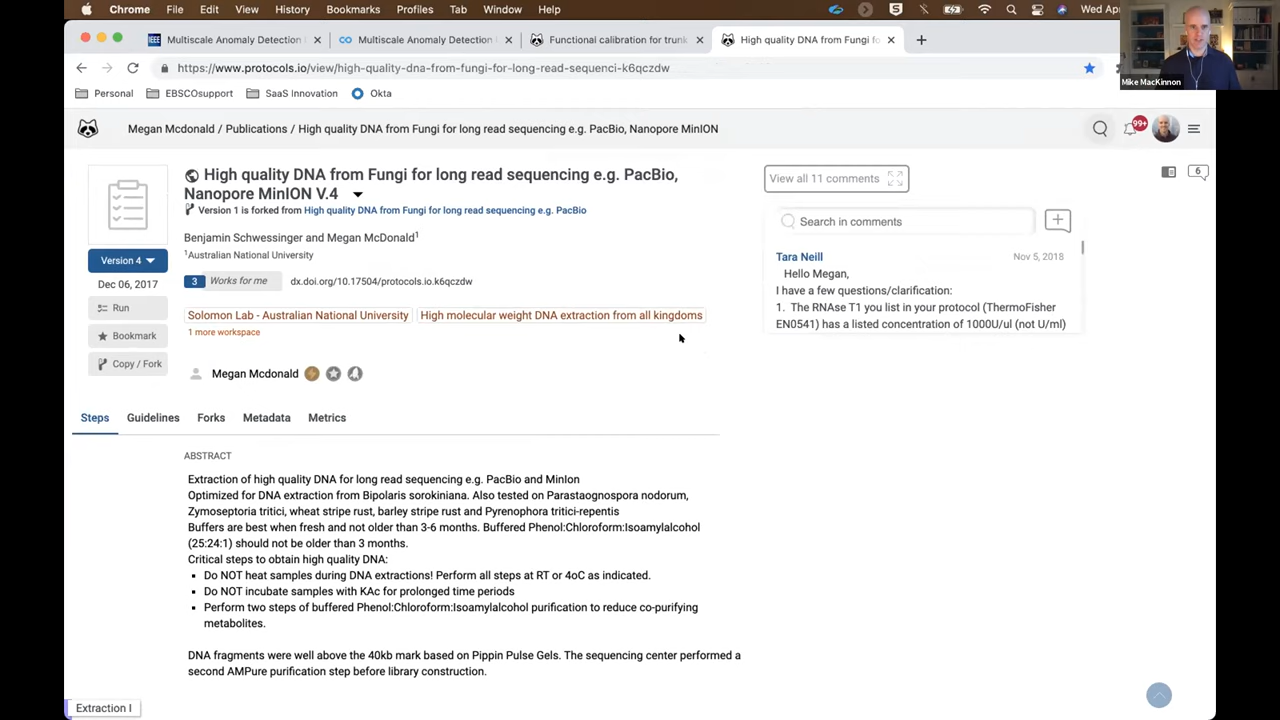 Chrome File Edit View History Bookmarks Profiles Tab Window Help
Wed Apr
Mike MacKinnon
IEEE Multiscale Anomaly Detection
Multiscale Anomaly Detection
Functional calibration for trunk
High quality DNA from Fungi fo
https://www.protocols.io/view/high-quality-dna-from-fungi-for-long-read-sequenci-k6qczdw
Personal EBSCOsupport SaaS Innovation Okta
Megan Mcdonald / Publications / High quality DNA from Fungi for long read sequencing e.g. PacBio, Nanopore MinION
99+
High quality DNA from Fungi for long read sequencing e.g. PacBio,
Nanopore MinION V.4
Version 1 is forked from High quality DNA from Fungi for long read sequencing e.g. PacBio
Benjamin Schwessinger and Megan McDonald1
1Australian National University
Version 4
Dec 06, 2017
3 Works for me dx.doi.org/10.17504/protocols.io.k6qczdw
Run
Bookmark
Copy / Fork
Solomon Lab - Australian National University High molecular weight DNA extraction from all kingdoms
1 more workspace
Megan Mcdonald
View all 11 comments
6
Search in comments
Tara Neill Nov 5, 2018
Hello Megan,
I have a few questions/clarification:
1. The RNAse T1 you list in your protocol (ThermoFisher
EN0541) has a listed concentration of 1000U/ul (not U/ml)
Steps Guidelines Forks Metadata Metrics
ABSTRACT
Extraction of high quality DNA for long read sequencing e.g. PacBio and MinIon
Optimized for DNA extraction from Bipolaris sorokiniana. Also tested on Parastaognospora nodorum,
Zymoseptoria tritici, wheat stripe rust, barley stripe rust and Pyrenophora tritici-repentis
Buffers are best when fresh and not older than 3-6 months. Buffered Phenol:Chloroform:Isoamylalcohol
(25:24:1) should not be older than 3 months.
Critical steps to obtain high quality DNA:
▪ Do NOT heat samples during DNA extractions! Perform all steps at RT or 4oC as indicated.
▪ Do NOT incubate samples with KAc for prolonged time periods
▪ Perform two steps of buffered Phenol:Chloroform:Isoamylalcohol purification to reduce co-purifying
metabolites.
DNA fragments were well above the 40kb mark based on Pippin Pulse Gels. The sequencing center performed a
second AMPure purification step before library construction.
Extraction I